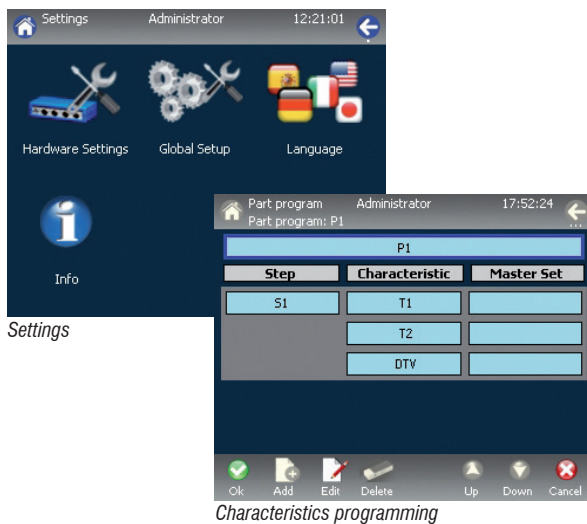 Settings Administrator 12:21:01
Hardware Settings Global Setup Language
Info
Settings
Part program Administrator 17:52:24
Part program: P1
P1
Step Characteristic Master Set
S1 T1
T2
DTV
Ok Add Edit Delete Up Down Cancel
Characteristics programming